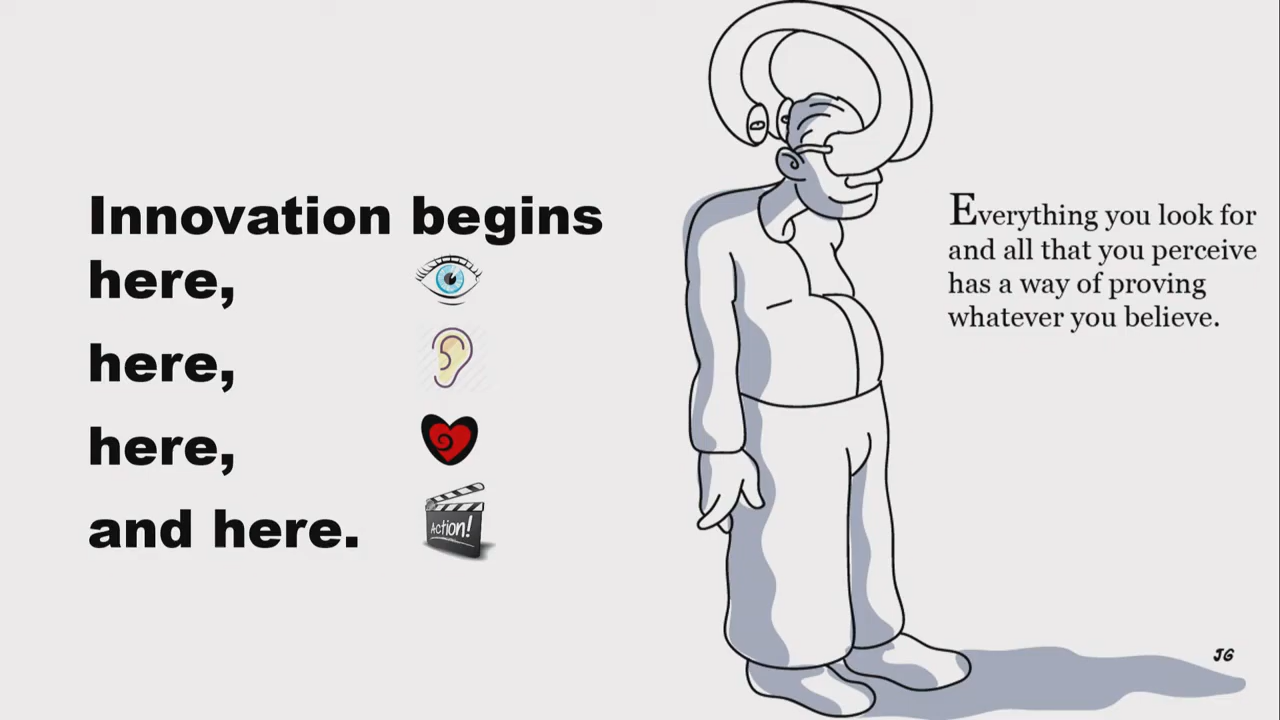 Innovation begins
here,
here,
here,
and here.
Action!
Everything you look for
and all that you perceive
has a way of proving
whatever you believe.
JG